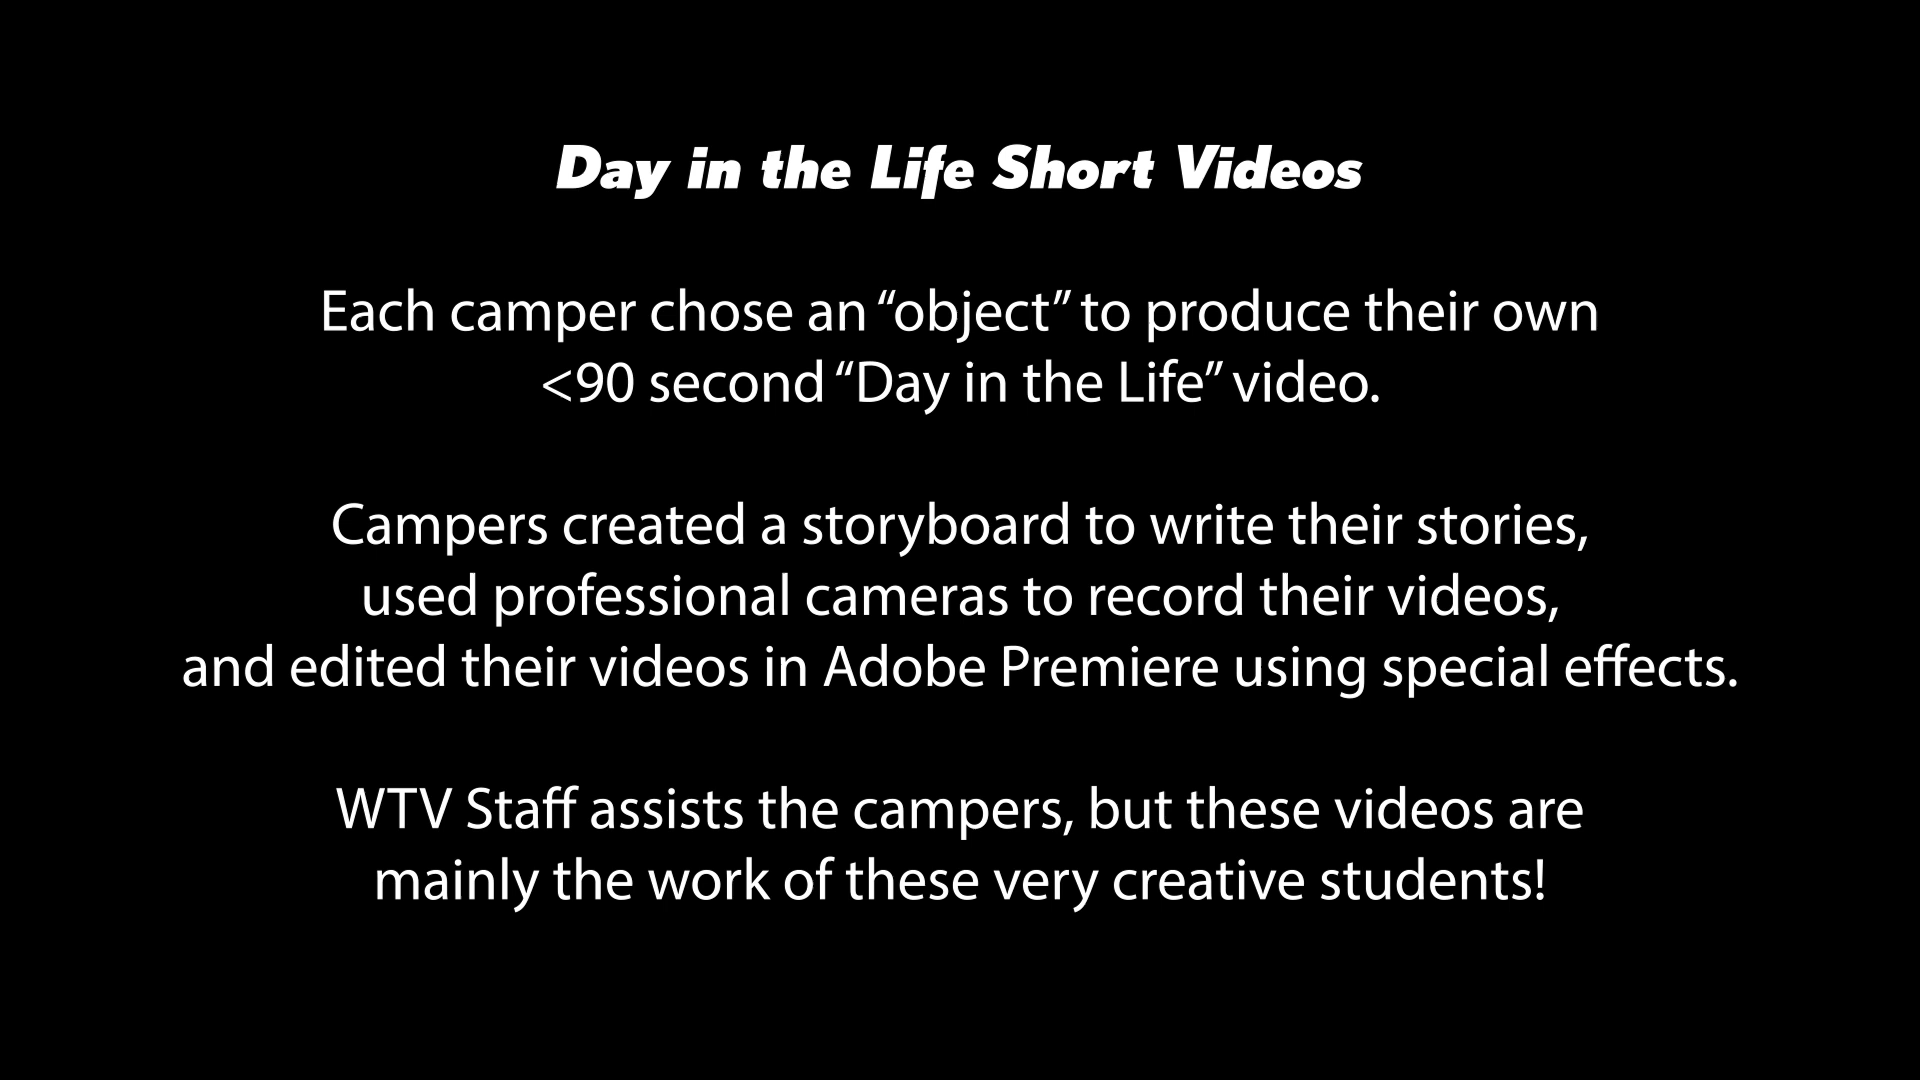 Day in the Life Short Videos
Each camper chose an “object” to produce their own
<90 second “Day in the Life” video.
Campers created a storyboard to write their stories,
used professional cameras to record their videos,
and edited their videos in Adobe Premiere using special effects.
WTV Staff assists the campers, but these videos are
mainly the work of these very creative students!